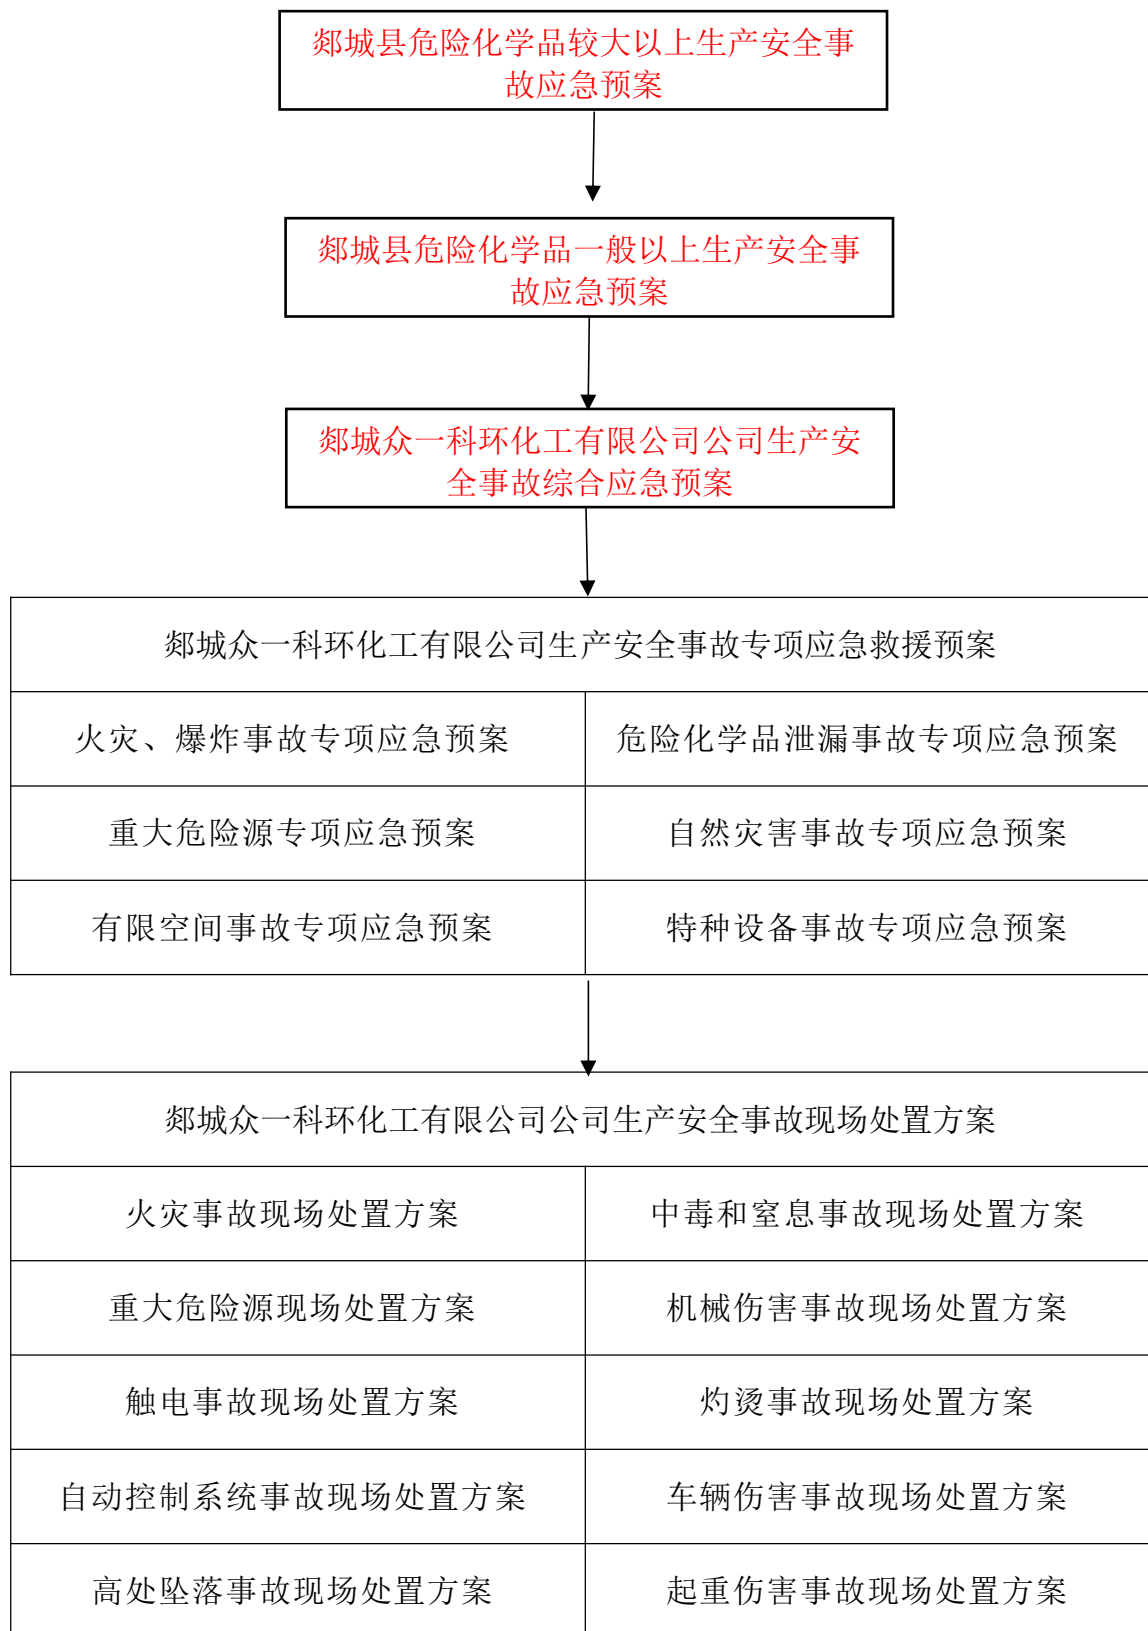 郯城县危险化学品较大以上生产安全事
故应急预案
郯城县危险化学品一般以上生产安全事
故应急预案
郯城众一科环化工有限公司公司生产安
全事故综合应急预案
郯城众一科环化工有限公司生产安全事故专项应急救援预案
火灾、爆炸事故专项应急预案
危险化学品泄漏事故专项应急预案
重大危险源专项应急预案
自然灾害事故专项应急预案
有限空间事故专项应急预案
特种设备事故专项应急预案
郯城众一科环化工有限公司公司生产安全事故现场处置方案
火灾事故现场处置方案
中毒和窒息事故现场处置方案
重大危险源现场处置方案
机械伤害事故现场处置方案
触电事故现场处置方案
灼烫事故现场处置方案
自动控制系统事故现场处置方案
车辆伤害事故现场处置方案
高处坠落事故现场处置方案
起重伤害事故现场处置方案